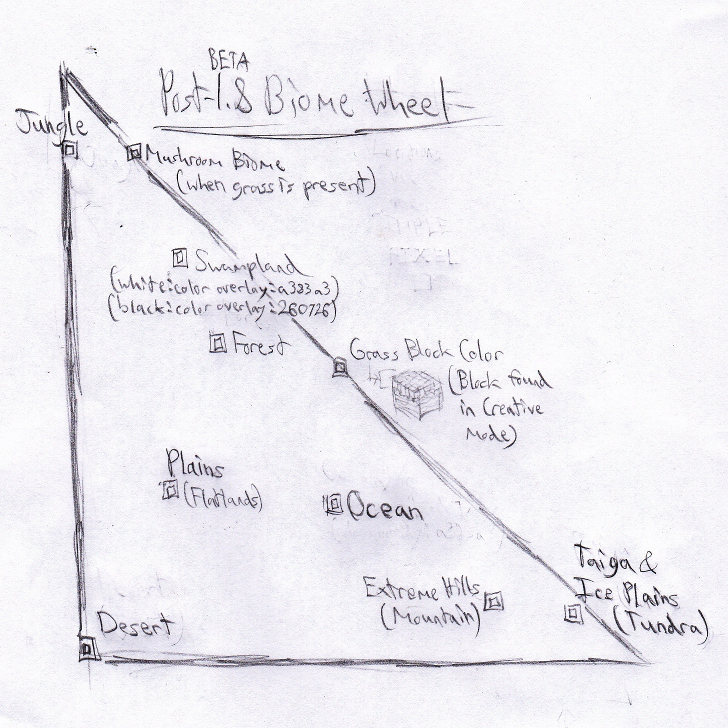 BETA
Post-1.8 Biome Wheel
Jungle
Mushroom Biome
(when grass is present)
Swampland
(white:color overlay:a383a3)
(black:color overlay:260726)
Forest
Grass Block Color
(Block found
in Creative
Mode)
Plains
(Flatlands)
Ocean
Taiga &
Ice Plains
(Tundra)
Extreme Hills
(Mountain)
Desert